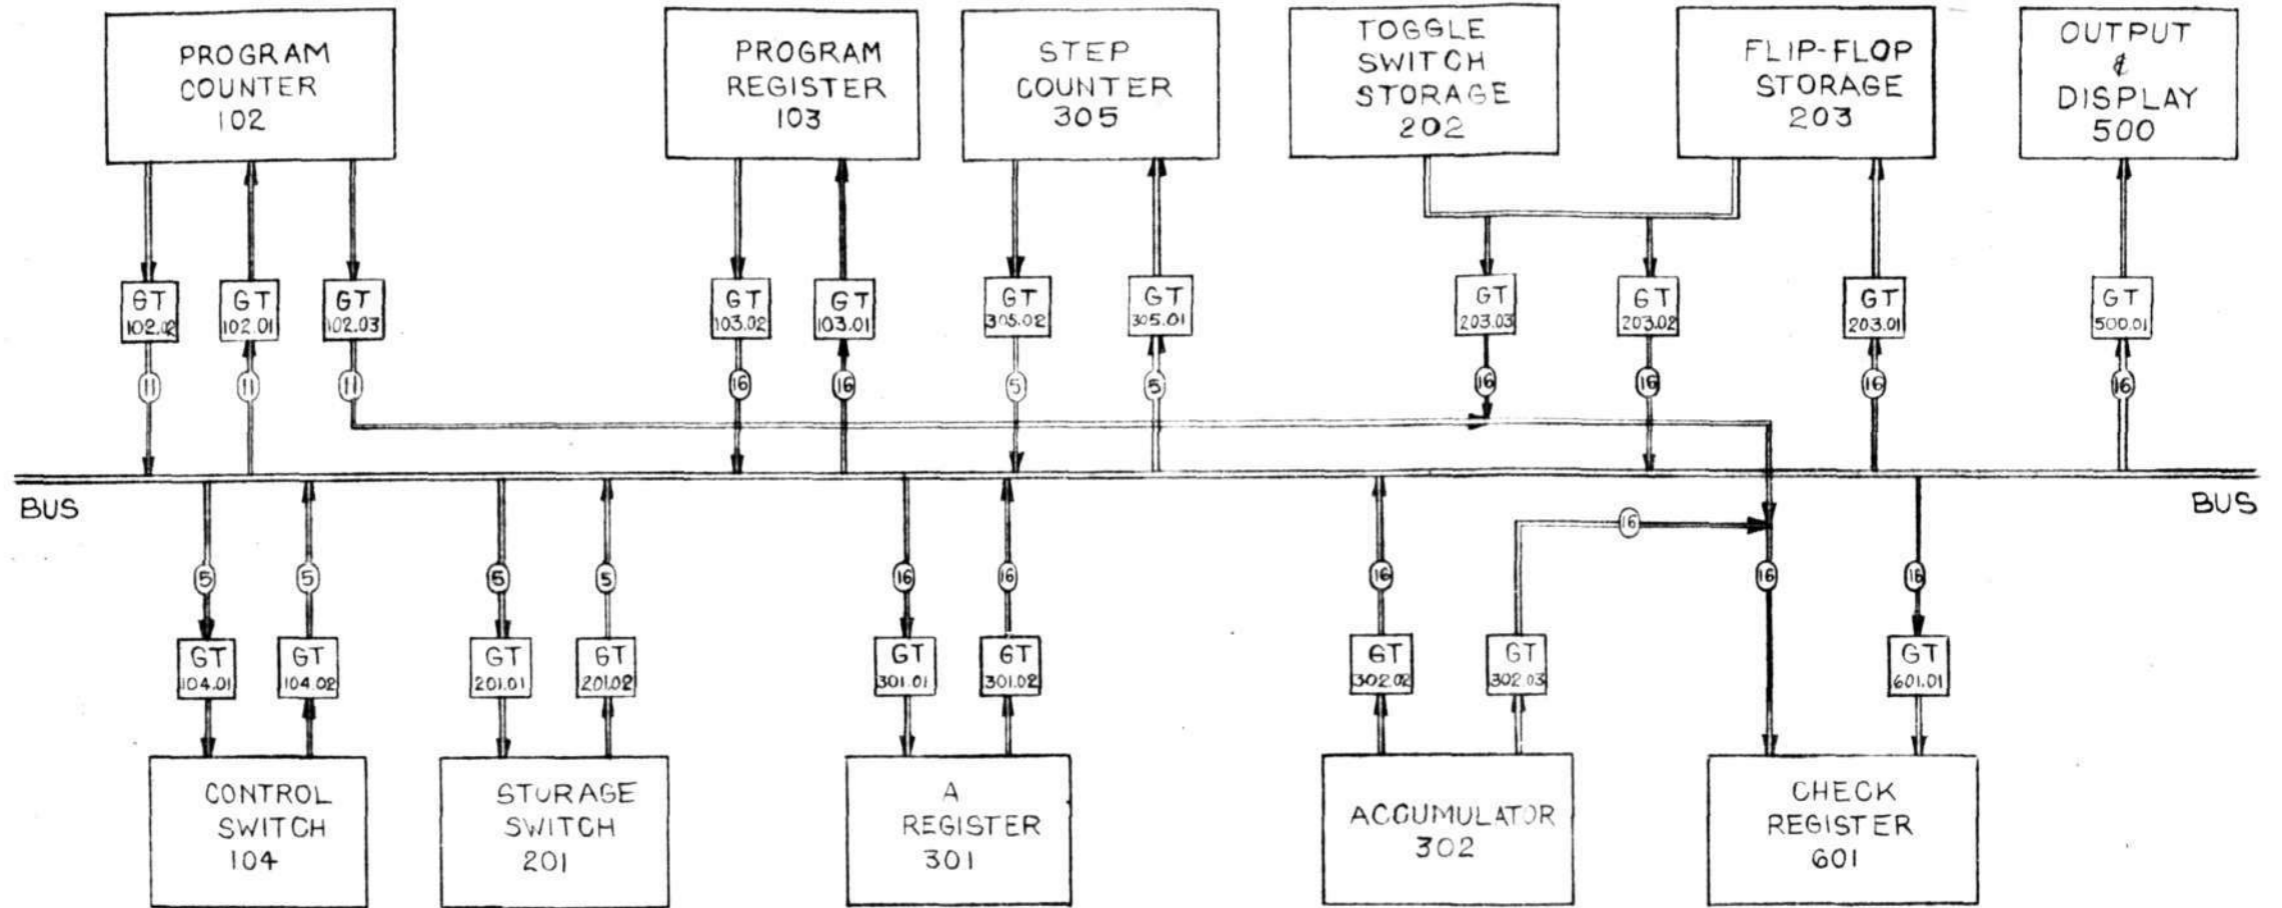 PROGRAM
COUNTER
102
PROGRAM
REGISTER
103
STEP
COUNTER
305
TOGGLE
SWITCH
STORAGE
202
FLIP-FLOP
STORAGE
203
OUTPUT
&
DISPLAY
500
GT
102.02
GT
102.01
GT
102.03
GT
103.02
GT
103.01
GT
305.02
GT
305.01
GT
203.03
GT
203.02
GT
203.01
GT
500.01
11
11
11
16
16
5
5
16
16
16
16
BUS
BUS
16
5
5
5
5
16
16
16
16
16
GT
104.01
GT
104.02
GT
201.01
GT
201.02
GT
301.01
GT
301.02
GT
302.02
GT
302.03
GT
601.01
CONTROL
SWITCH
104
STORAGE
SWITCH
201
A
REGISTER
301
ACCUMULATOR
302
CHECK
REGISTER
601